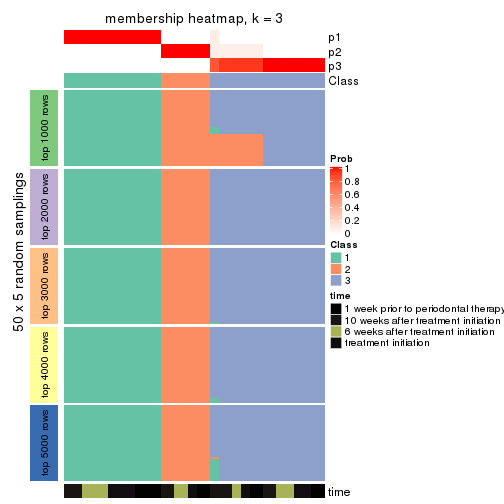 membership heatmap, k = 3
p1
p2
p3
Class
50 x 5 random samplings
top 1000 rows
top 2000 rows
top 3000 rows
top 4000 rows
top 5000 rows
time
Prob
1
0.8
0.6
0.4
0.2
0
Class
1
2
3
time
1 week prior to periodontal therapy
10 weeks after treatment initiation
6 weeks after treatment initiation
treatment initiation